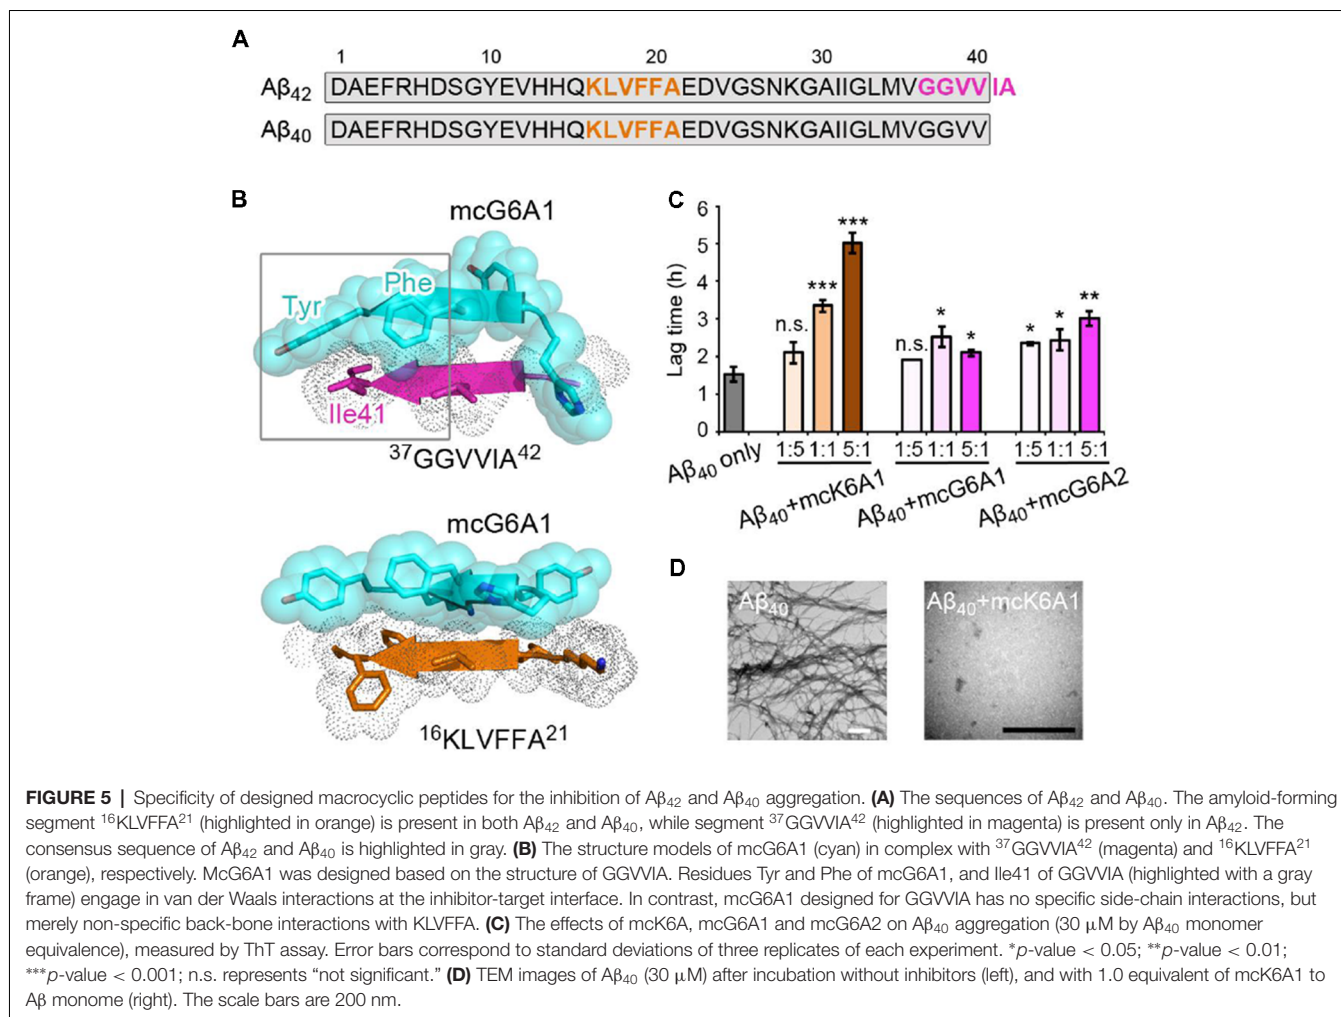 A
1 10 20 30 40
Aβ42 DAEFRHDSGYEVHHQKLVFFAEDVGSNKGAIIGLMVGGVVIA
Aβ40 DAEFRHDSGYEVHHQKLVFFAEDVGSNKGAIIGLMVGGVV
B
mcG6A1
Tyr
Phe
Ile41
37GGVVIA42
mcG6A1
16KLVFFA21
C
Lag time (h)
6
5
4
3
2
1
0
n.s. *** *** n.s. * * * * **
1:5 1:1 5:1 1:5 1:1 5:1 1:5 1:1 5:1
Aβ40 only
Aβ40+mcK6A1
Aβ40+mcG6A1
Aβ40+mcG6A2
D
Aβ40
Aβ40+mcK6A1
FIGURE 5 | Specificity of designed macrocyclic peptides for the inhibition of Aβ42 and Aβ40 aggregation. (A) The sequences of Aβ42 and Aβ40. The amyloid-forming
segment 16KLVFFA21 (highlighted in orange) is present in both Aβ42 and Aβ40, while segment 37GGVVIA42 (highlighted in magenta) is present only in Aβ42. The
consensus sequence of Aβ42 and Aβ40 is highlighted in gray. (B) The structure models of mcG6A1 (cyan) in complex with 37GGVVIA42 (magenta) and 16KLVFFA21
(orange), respectively. McG6A1 was designed based on the structure of GGVVIA. Residues Tyr and Phe of mcG6A1, and Ile41 of GGVVIA (highlighted with a gray
frame) engage in van der Waals interactions at the inhibitor-target interface. In contrast, mcG6A1 designed for GGVVIA has no specific side-chain interactions, but
merely non-specific back-bone interactions with KLVFFA. (C) The effects of mcK6A, mcG6A1 and mcG6A2 on Aβ40 aggregation (30 μM by Aβ40 monomer
equivalence), measured by ThT assay. Error bars correspond to standard deviations of three replicates of each experiment. *p-value < 0.05; **p-value < 0.01;
***p-value < 0.001; n.s. represents “not significant.” (D) TEM images of Aβ40 (30 μM) after incubation without inhibitors (left), and with 1.0 equivalent of mcK6A1 to
Aβ monome (right). The scale bars are 200 nm.